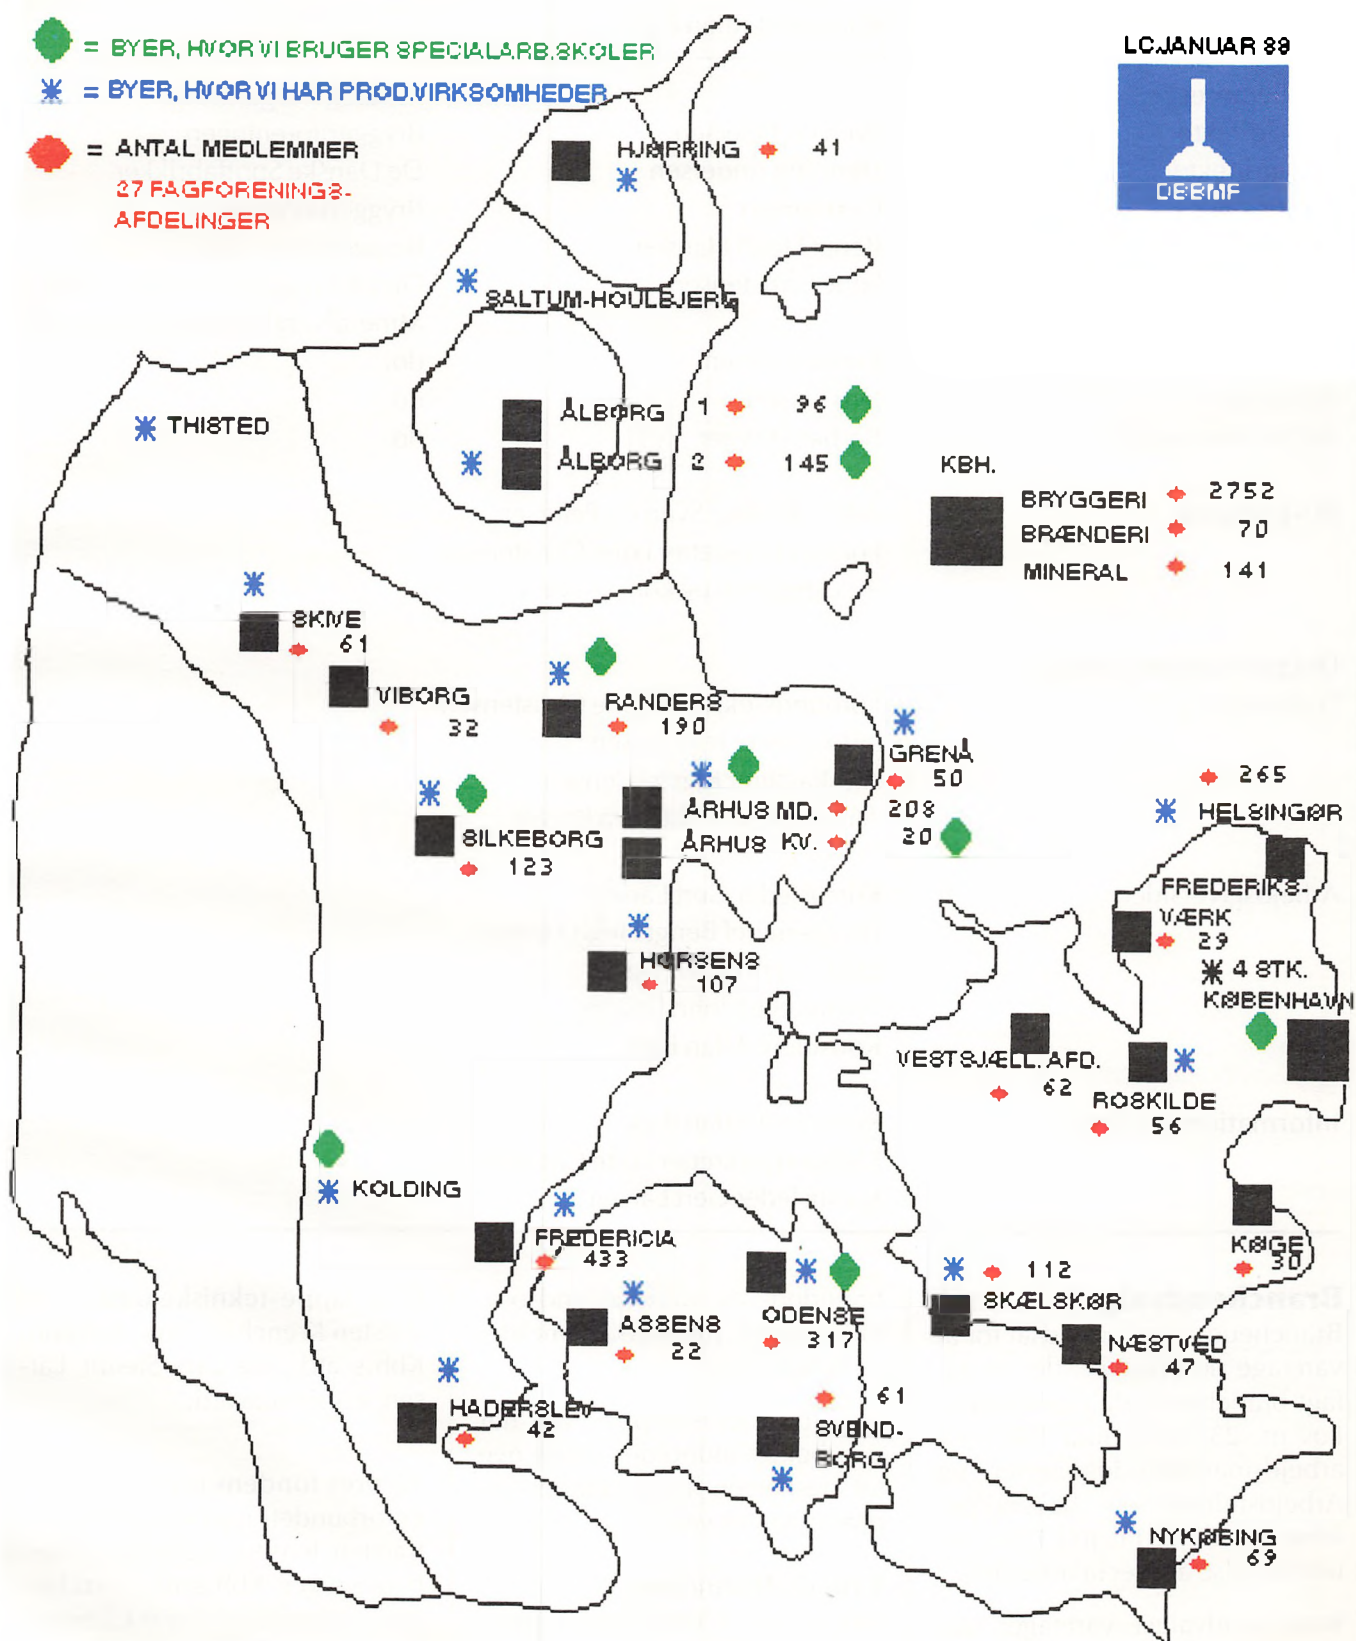 = BYER, HVOR VI BRUGER SPECIALARB.SKOLER
= BYER, HVOR VI HAR PROD.VIRKSOMHEDER
= ANTAL MEDLEMMER
27 FAGFORENINGS-
AFDELINGER
LC.JANUAR 89
DBBMF
HJØRRING 41
SALTUM-HOULBJERG
THISTED
ÅLBORG 1 96
ÅLBORG 2 145
KBH.
BRYGGERI 2752
BRÆNDERI 70
MINERAL 141
SKIVE
61
VIBORG
32
RANDERS
190
GRENÅ
50
ÅRHUS MD. 208
ÅRHUS KV. 20
SILKEBORG
123
265
HELSINGØR
FREDERIKS-
VÆRK
29
4 STK.
KØBENHAVN
HORSENS
107
VESTSJÆLL. AFD.
62
ROSKILDE
56
KOLDING
FREDERICIA
433
KØGE
30
112
SKÆLSKØR
ODENSE
317
ASSENS
22
NÆSTVED
47
61
SVEND-
BORG
HADERSLEV
42
NYKØBING
69